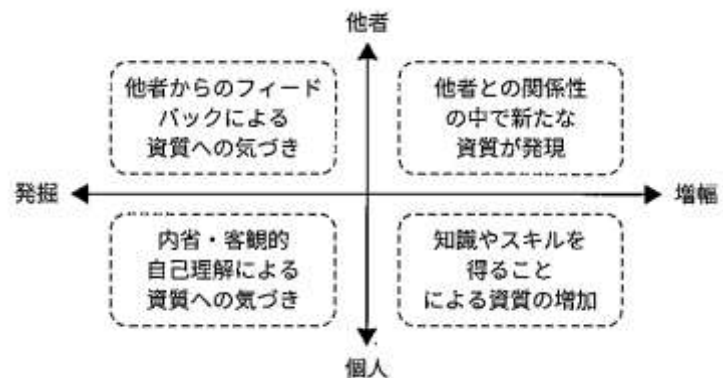 他者
他者からのフィード
バックによる
資質への気づき
他者との関係性
の中で新たな
資質が発現
発掘
増幅
内省・客観的
自己理解による
資質への気づき
知識やスキルを
得ること
による資質の増加
個人